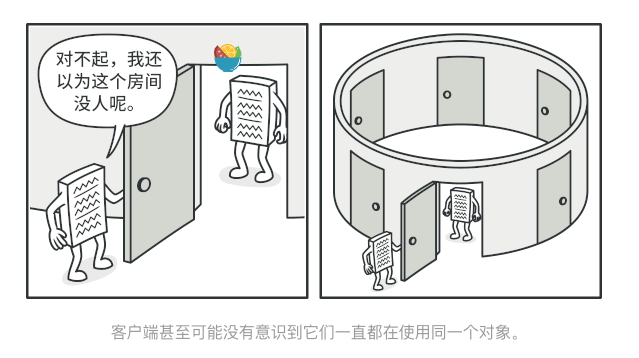 对不起，我还
以为这个房间
没人呢。
客户端甚至可能没有意识到它们一直都在使用同一个对象。